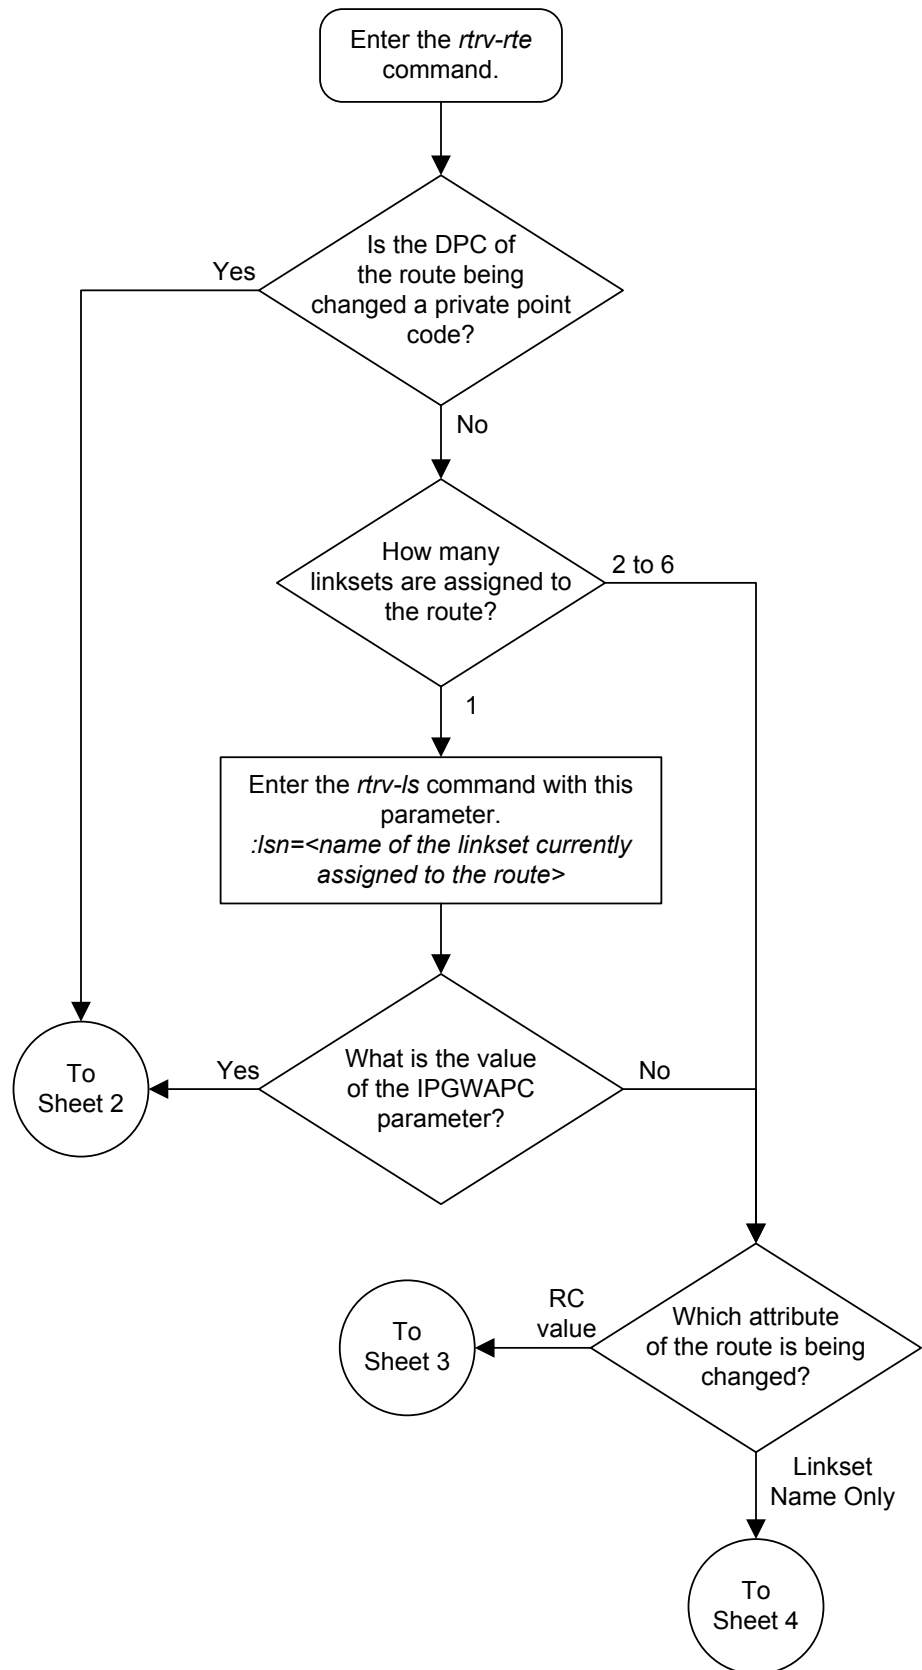 Enter the rtrv-rte
command.
Is the DPC of
the route being
changed a private point
code?
Yes
No
How many
linksets are assigned to
the route?
2 to 6
1
Enter the rtrv-ls command with this
parameter.
:lsn=<name of the linkset currently
assigned to the route>
What is the value
of the IPGWAPC
parameter?
Yes
No
To
Sheet 2
Which attribute
of the route is being
changed?
RC
value
To
Sheet 3
Linkset
Name Only
To
Sheet 4